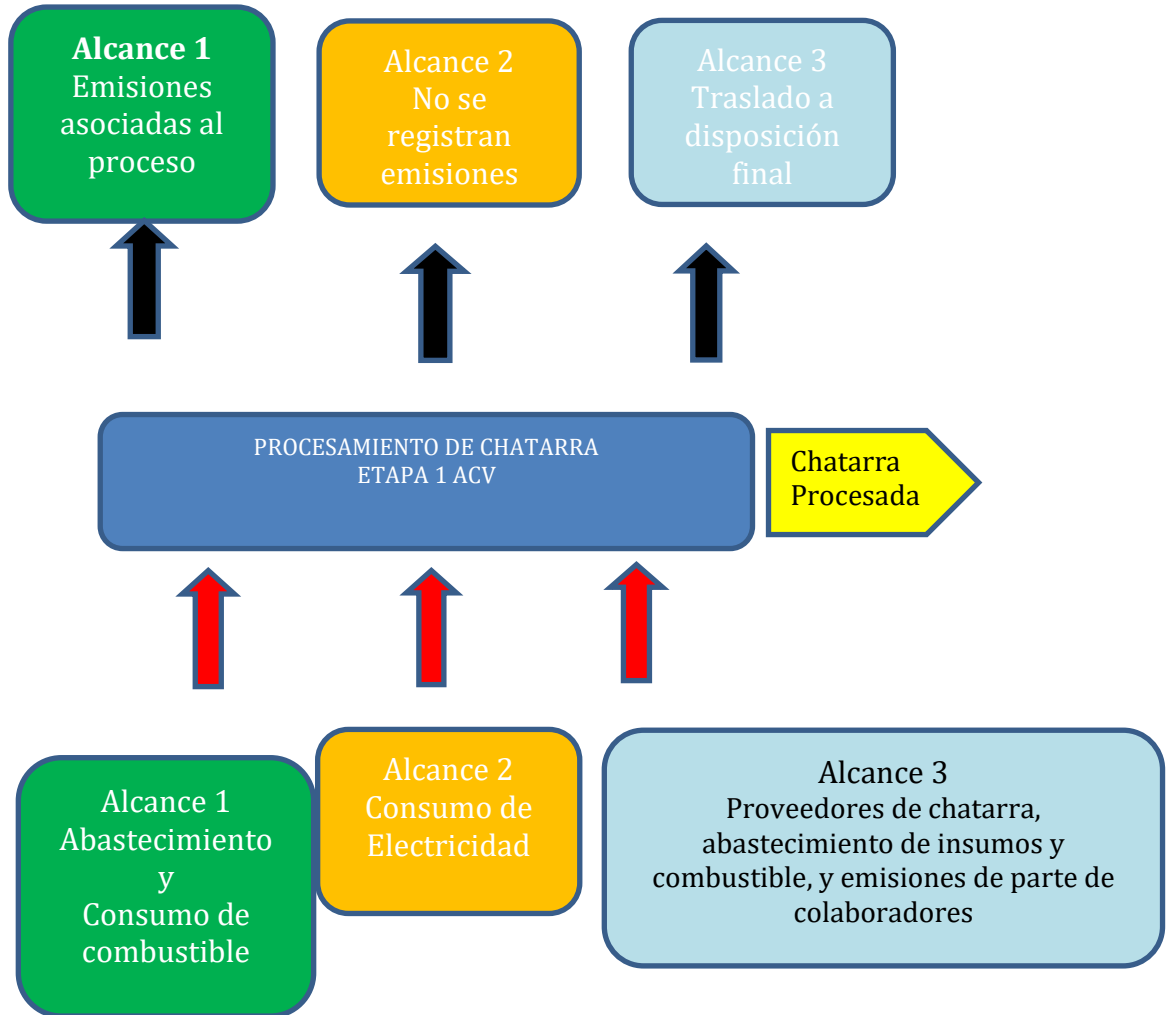 Alcance 1
Emisiones
asociadas al
proceso
Alcance 2
No se
registran
emisiones
Alcance 3
Traslado a
disposición
final
PROCESAMIENTO DE CHATARRA
ETAPA 1 ACV
Chatarra
Procesada
Alcance 1
Abastecimiento
y
Consumo de
combustible
Alcance 2
Consumo de
Electricidad
Alcance 3
Proveedores de chatarra,
abastecimiento de insumos y
combustible, y emisiones de parte de
colaboradores